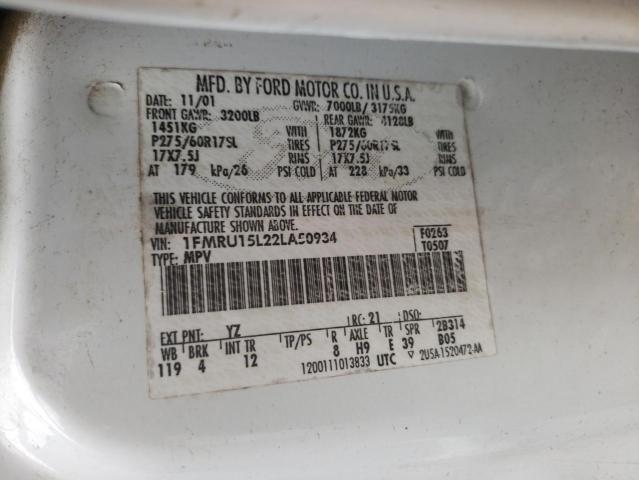 MFD. BY FORD MOTOR CO. IN U.S.A.
DATE: 11/01 GVWR: 7000LB/ 3175KG
FRONT GAWR: 3200LB REAR GAWR: 4128LB
1451KG WITH 1872KG WITH
P275/60R17SL TIRES P275/60R17SL TIRES
17X7.5J RIMS 17X7.5J RIMS
AT 179 kPa/26 PSI COLD AT 228 kPa/33 PSI COLD
THIS VEHICLE CONFORMS TO ALL APPLICABLE FEDERAL MOTOR
VEHICLE SAFETY STANDARDS IN EFFECT ON THE DATE OF
MANUFACTURE SHOWN ABOVE.
VIN: 1FMRU15L22LA50934 F0263
TYPE: MPV T0507
EXT PNT: YZ RC: 21 DSO:
WB BRK INT TR TP/PS R AXLE TR SPR 2B314
119 4 12 8 H9 E 39 B05
1200111013833 UTC ▽ 2U5A-1520472-AA